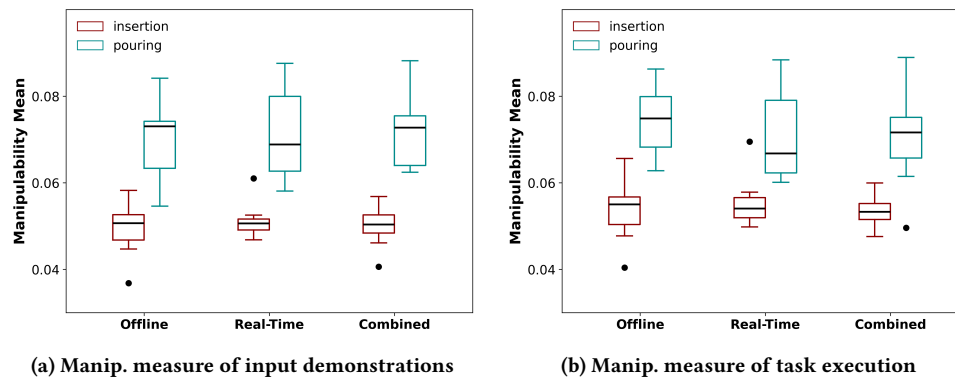 insertion
pouring
Manipulability Mean
0.08
0.06
0.04
Offline
Real-Time
Combined
(a) Manip. measure of input demonstrations
insertion
pouring
Manipulability Mean
0.08
0.06
0.04
Offline
Real-Time
Combined
(b) Manip. measure of task execution